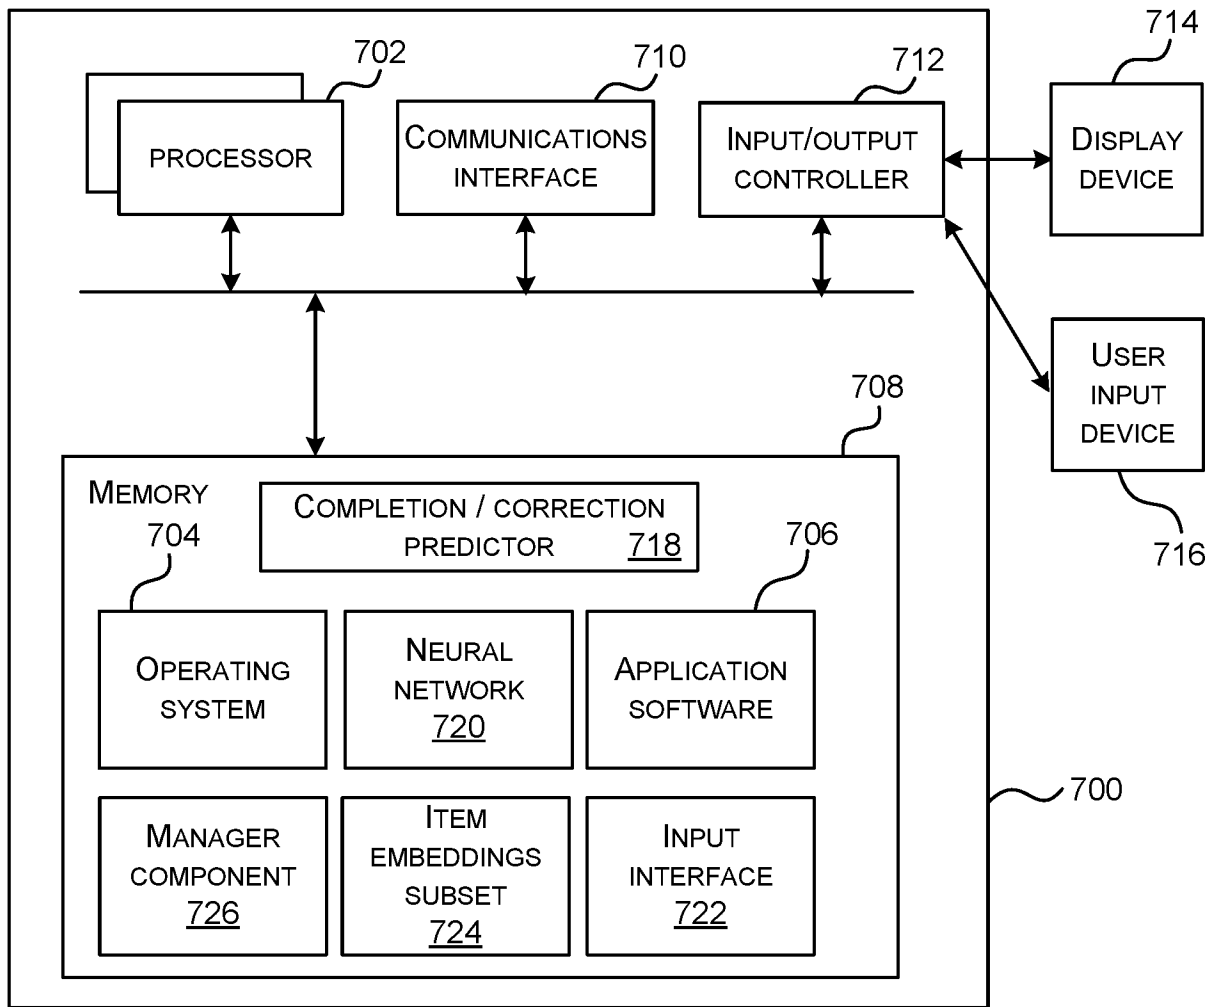 702
710
712
714
PROCESSOR
COMMUNICATIONS
INTERFACE
INPUT/OUTPUT
CONTROLLER
DISPLAY
DEVICE
USER
INPUT
DEVICE
716
708
MEMORY
COMPLETION / CORRECTION
PREDICTOR 718
704
706
OPERATING
SYSTEM
NEURAL
NETWORK
720
APPLICATION
SOFTWARE
700
MANAGER
COMPONENT
726
ITEM
EMBEDDINGS
SUBSET
724
INPUT
INTERFACE
722